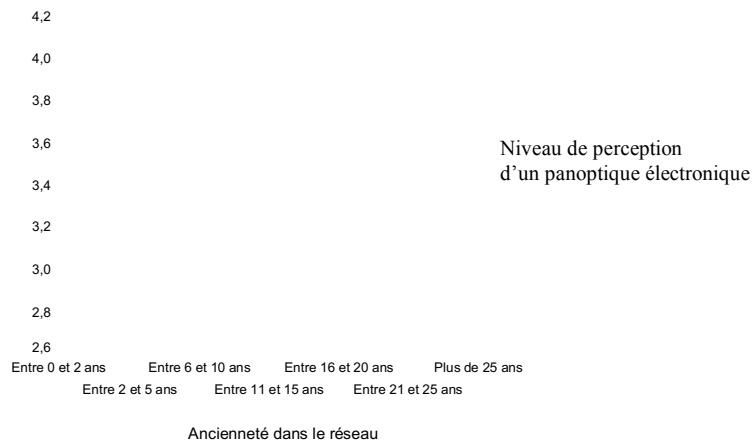 4,2
4,0
3,8
3,6
3,4
3,2
3,0
2,8
2,6
Niveau de perception
d’un panoptique électronique
Entre 0 et 2 ans Entre 6 et 10 ans Entre 16 et 20 ans Plus de 25 ans
Entre 2 et 5 ans Entre 11 et 15 ans Entre 21 et 25 ans
Ancienneté dans le réseau